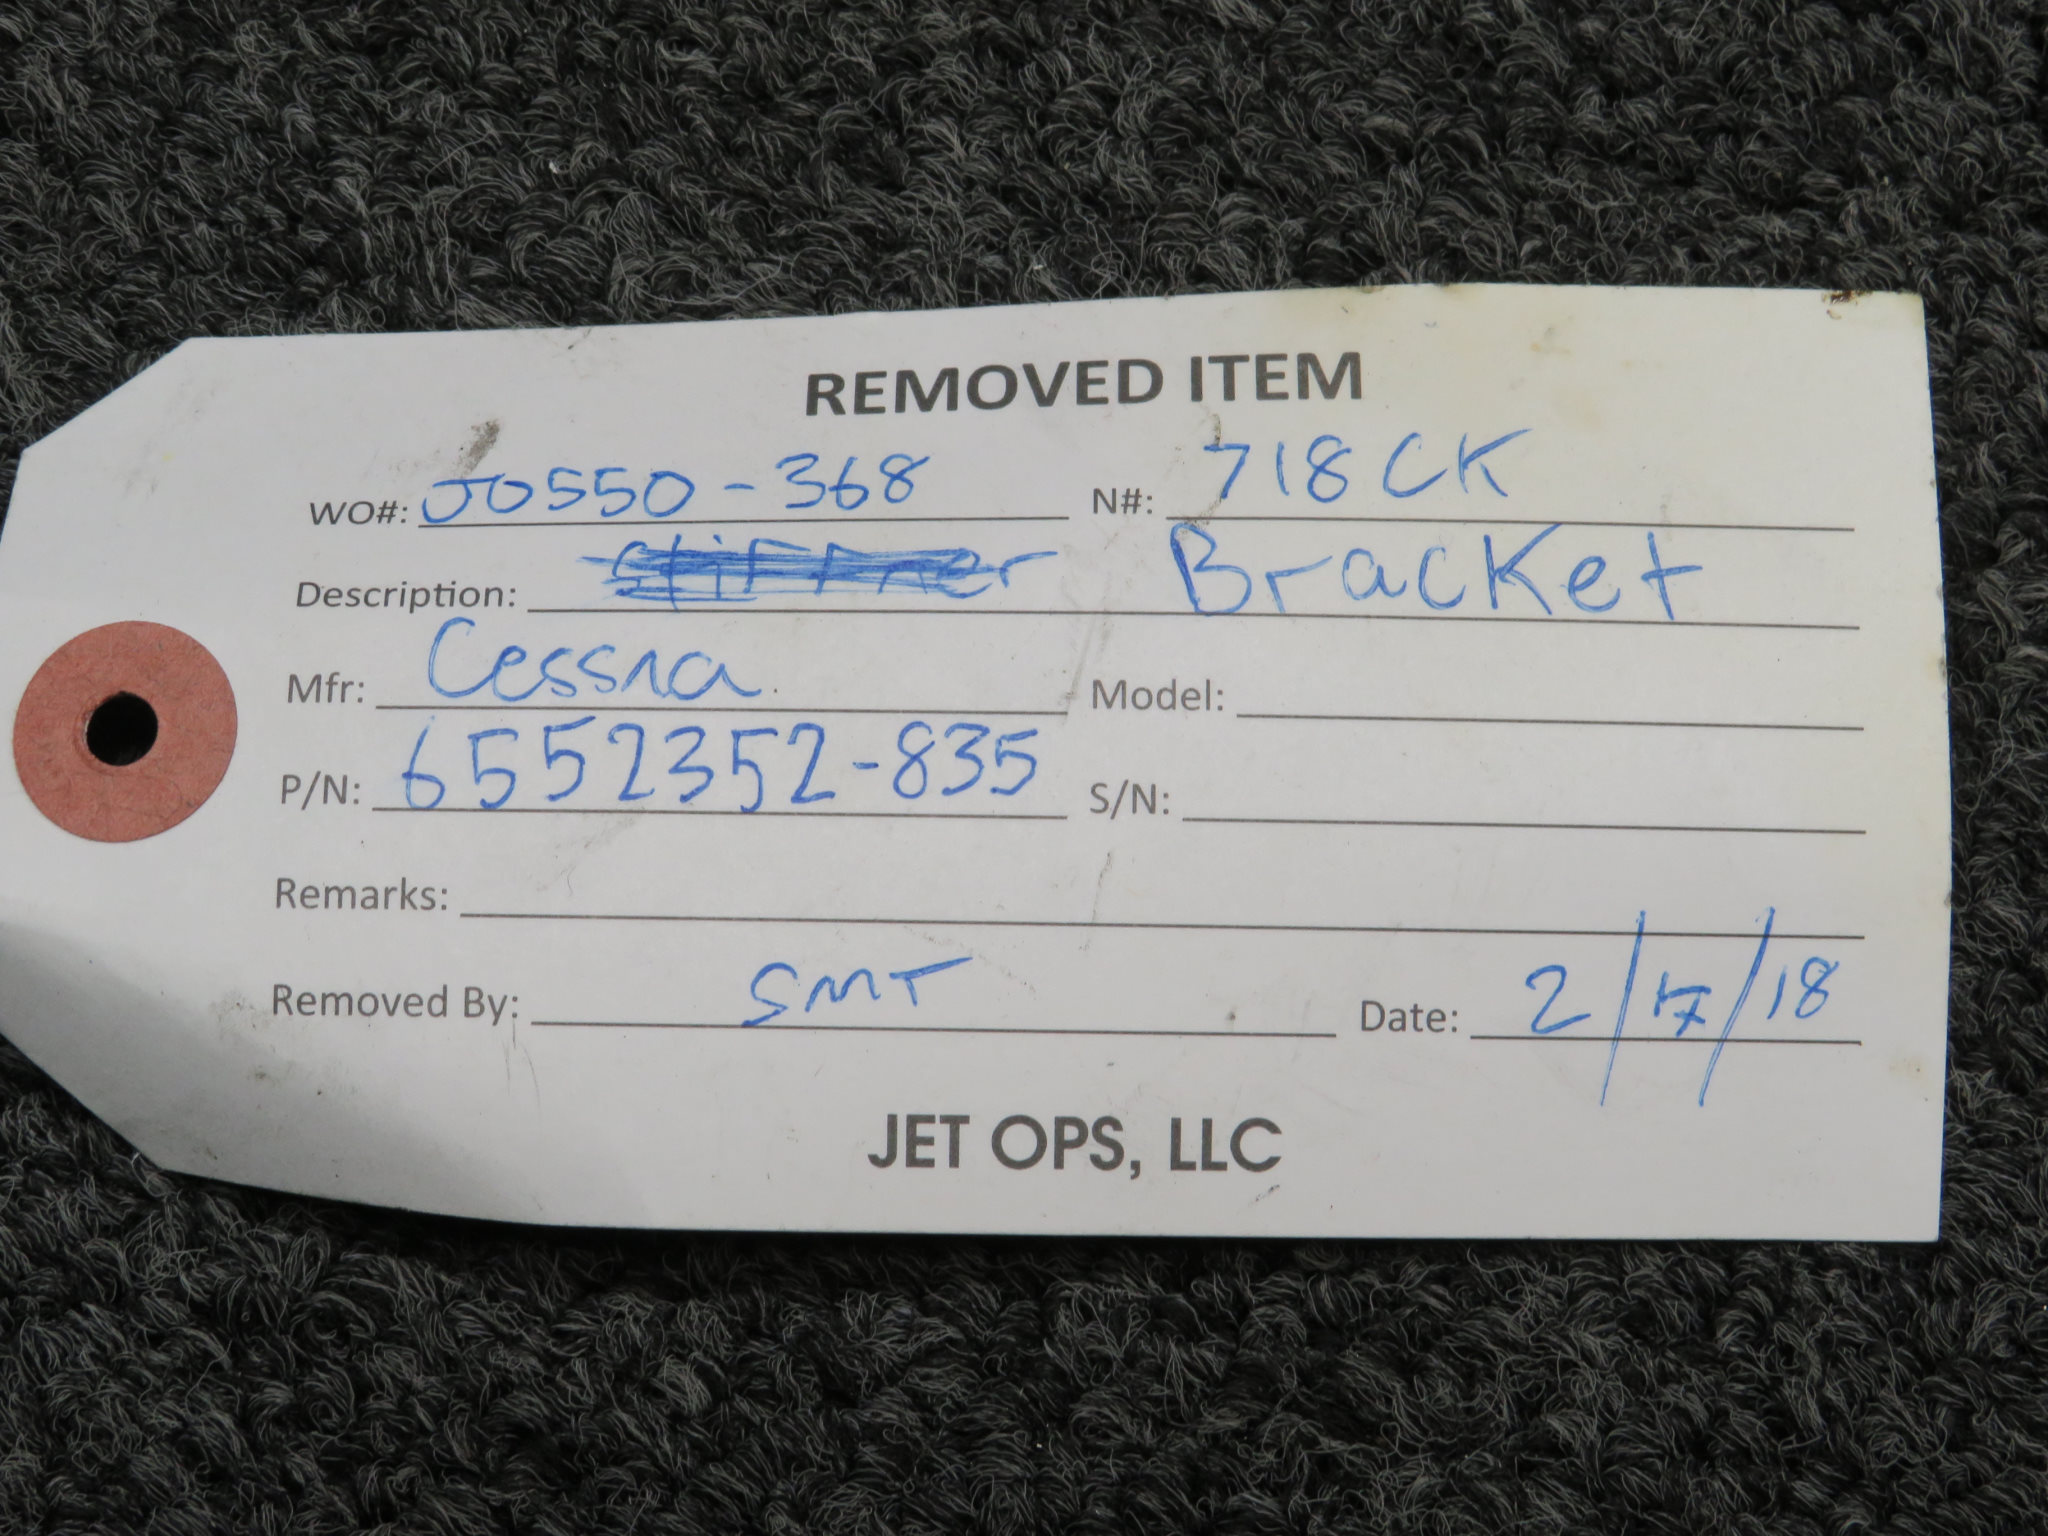 REMOVED ITEM
WO#: J0550-368 N#: 718CK
Description: Bracket
Mfr: Cessna Model:
P/N: 6552352-835 S/N:
Remarks:
Removed By: SMT Date: 2/17/18
JET OPS, LLC